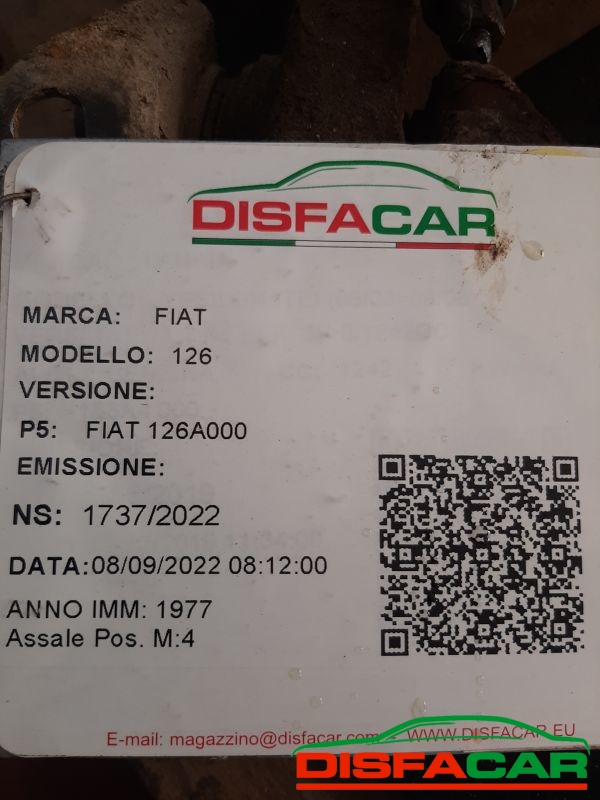 DISFACAR
MARCA: FIAT
MODELLO: 126
VERSIONE:
P5: FIAT 126A000
EMISSIONE:
NS: 1737/2022
DATA:08/09/2022 08:12:00
ANNO IMM: 1977
Assale Pos. M:4
E-mail: magazzino@disfacar.com - WWW.DISFACAR.EU
DISFACAR